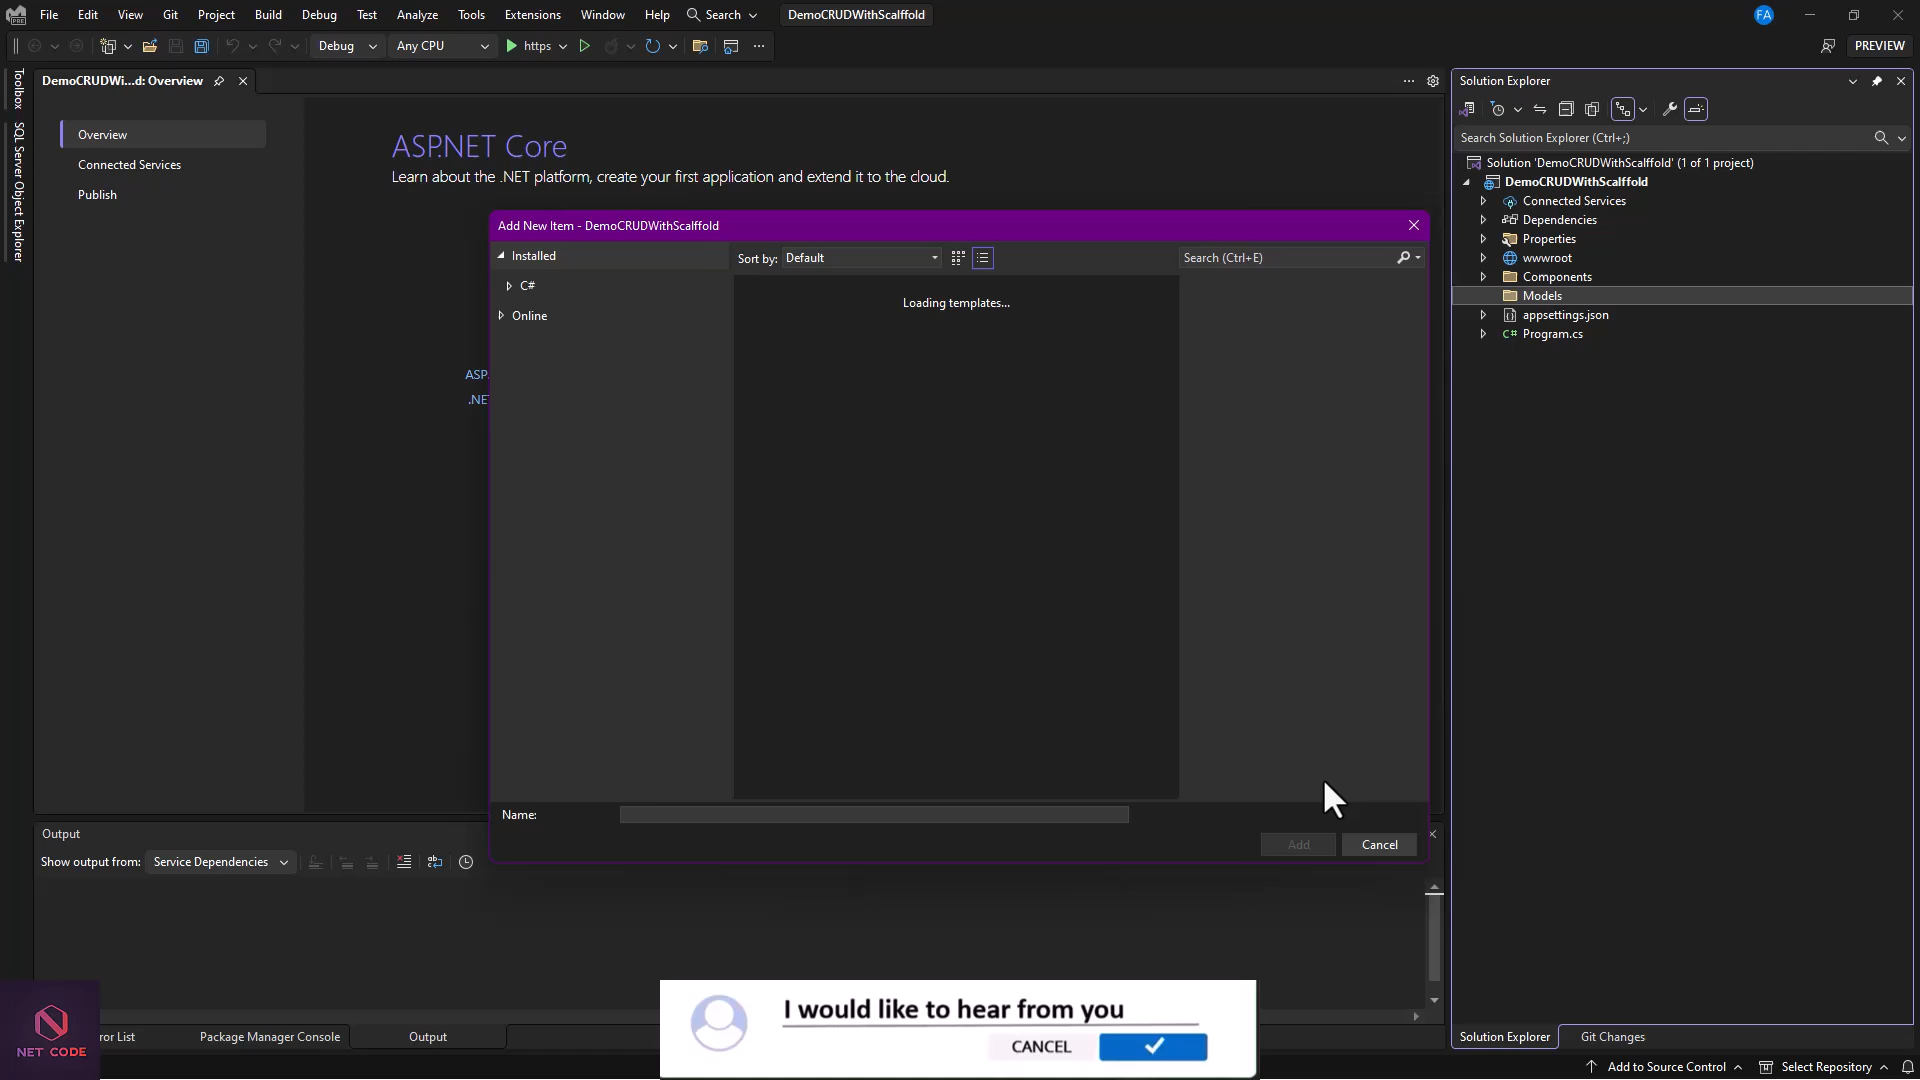 File Edit View Git Project Build Debug Test Analyze Tools Extensions Window Help Search DemoCRUDWithScalffold FA
Debug Any CPU https PREVIEW
Toolbox
SQL Server Object Explorer
DemoCRUDWi...d: Overview
Overview
Connected Services
Publish
ASP.NET Core
Learn about the .NET platform, create your first application and extend it to the cloud.
ASP.
.NET
Add New Item - DemoCRUDWithScalffold
Installed
C#
Online
Sort by: Default
Search (Ctrl+E)
Loading templates...
Name:
Add Cancel
Solution Explorer
Search Solution Explorer (Ctrl+;)
Solution 'DemoCRUDWithScalffold' (1 of 1 project)
DemoCRUDWithScalffold
Connected Services
Dependencies
Properties
wwwroot
Components
Models
appsettings.json
C# Program.cs
Output
Show output from: Service Dependencies
ror List Package Manager Console Output
Solution Explorer Git Changes
Add to Source Control Select Repository
NET CODE
I would like to hear from you
CANCEL